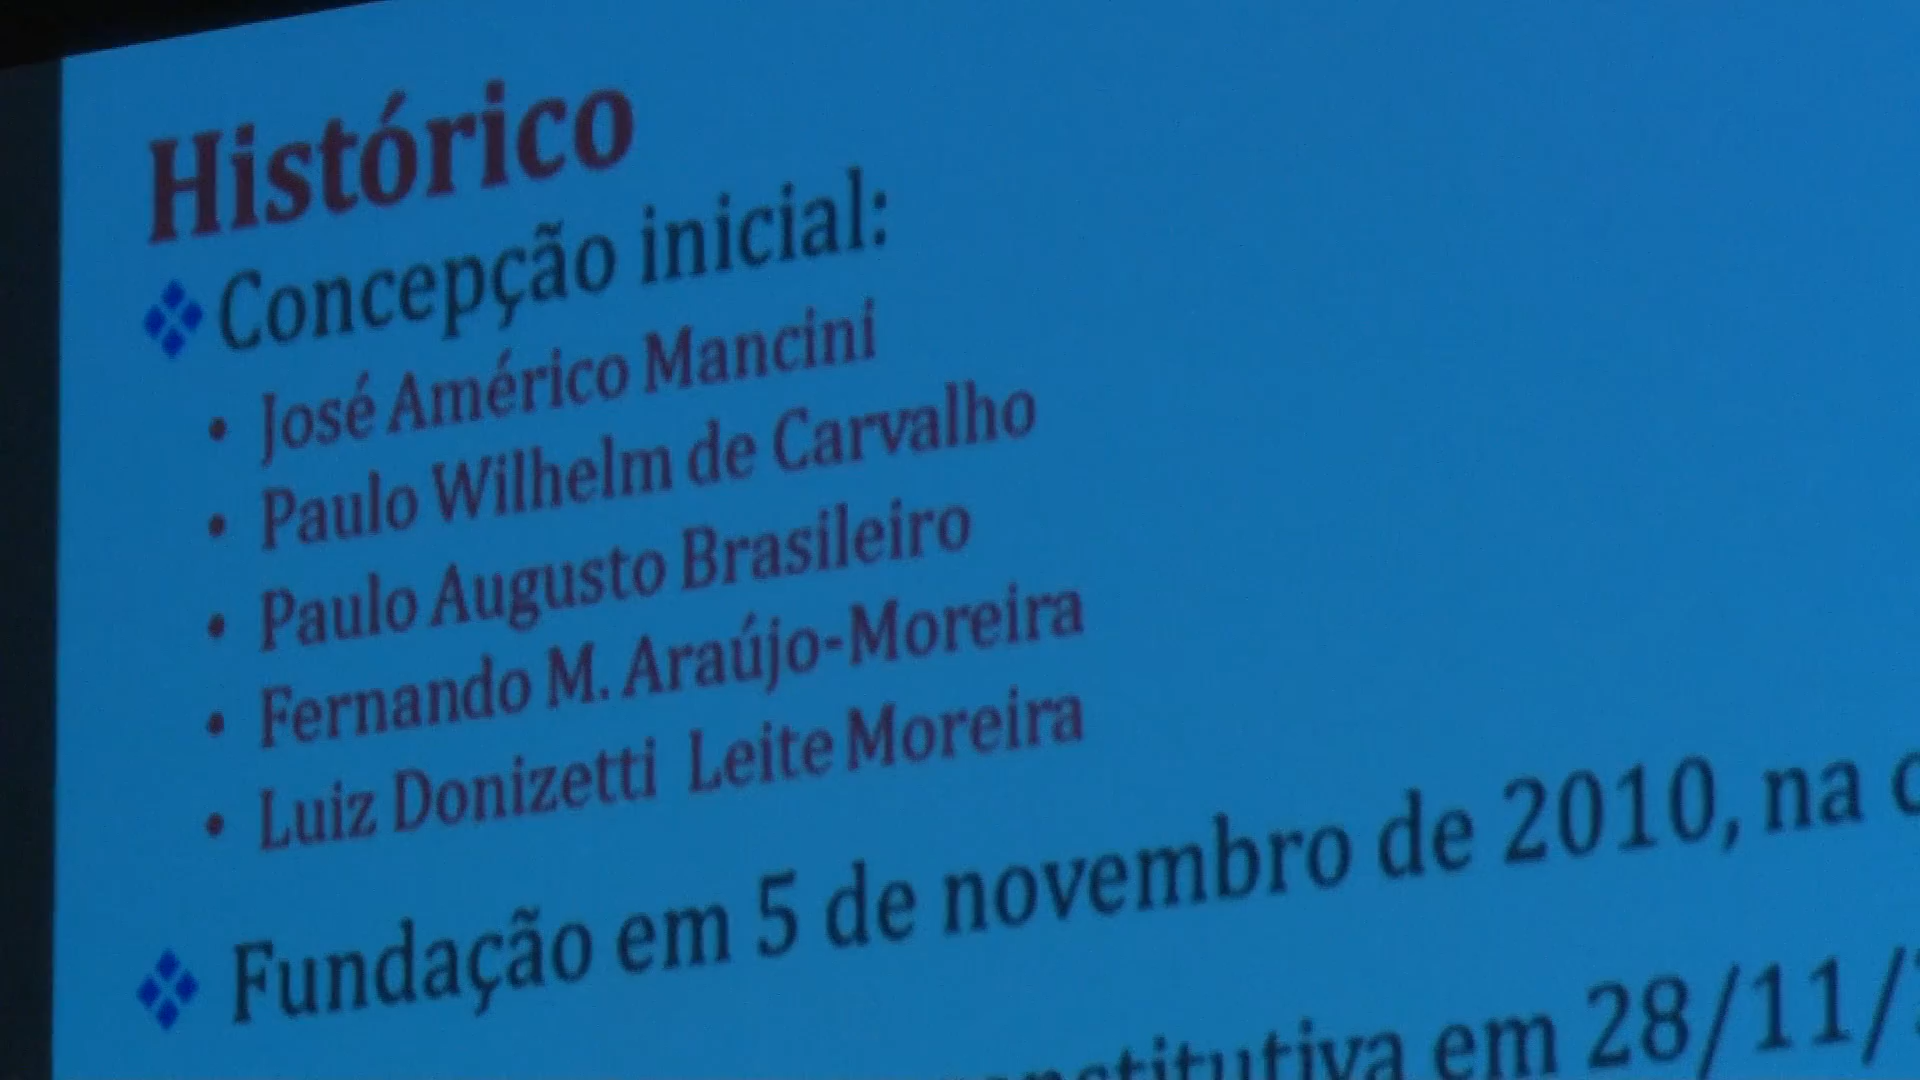 Histórico
Concepção inicial:
• José Américo Mancini
• Paulo Wilhelm de Carvalho
• Paulo Augusto Brasileiro
• Fernando M. Araújo-Moreira
• Luiz Donizetti Leite Moreira
Fundação em 5 de novembro de 2010, na
em 28/11/